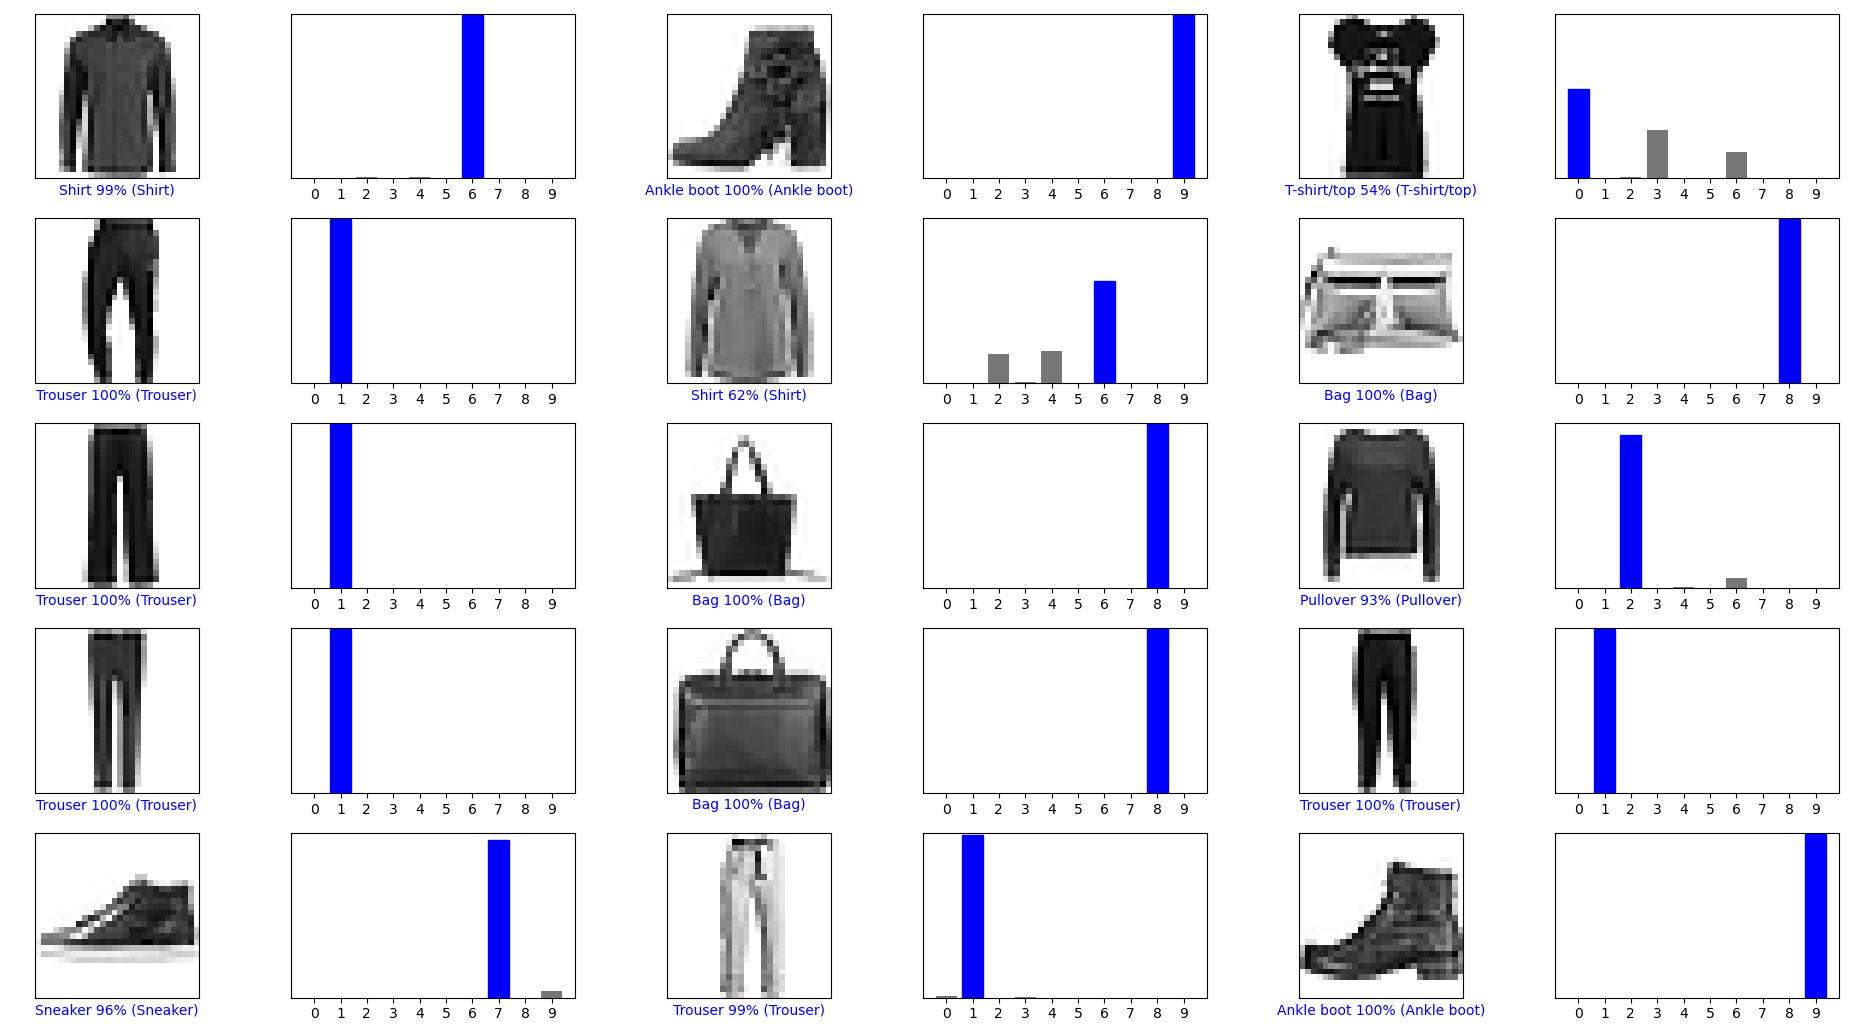 0 1 2 3 4 5 6 7 8 9
0 1 2 3 4 5 6 7 8 9
0 1 2 3 4 5 6 7 8 9
Shirt 99% (Shirt)
Ankle boot 100% (Ankle boot)
T-shirt/top 54% (T-shirt/top)
0 1 2 3 4 5 6 7 8 9
0 1 2 3 4 5 6 7 8 9
0 1 2 3 4 5 6 7 8 9
Trouser 100% (Trouser)
Shirt 62% (Shirt)
Bag 100% (Bag)
0 1 2 3 4 5 6 7 8 9
0 1 2 3 4 5 6 7 8 9
0 1 2 3 4 5 6 7 8 9
Trouser 100% (Trouser)
Bag 100% (Bag)
Pullover 93% (Pullover)
0 1 2 3 4 5 6 7 8 9
0 1 2 3 4 5 6 7 8 9
0 1 2 3 4 5 6 7 8 9
Trouser 100% (Trouser)
Bag 100% (Bag)
Trouser 100% (Trouser)
0 1 2 3 4 5 6 7 8 9
0 1 2 3 4 5 6 7 8 9
0 1 2 3 4 5 6 7 8 9
Sneaker 96% (Sneaker)
Trouser 99% (Trouser)
Ankle boot 100% (Ankle boot)